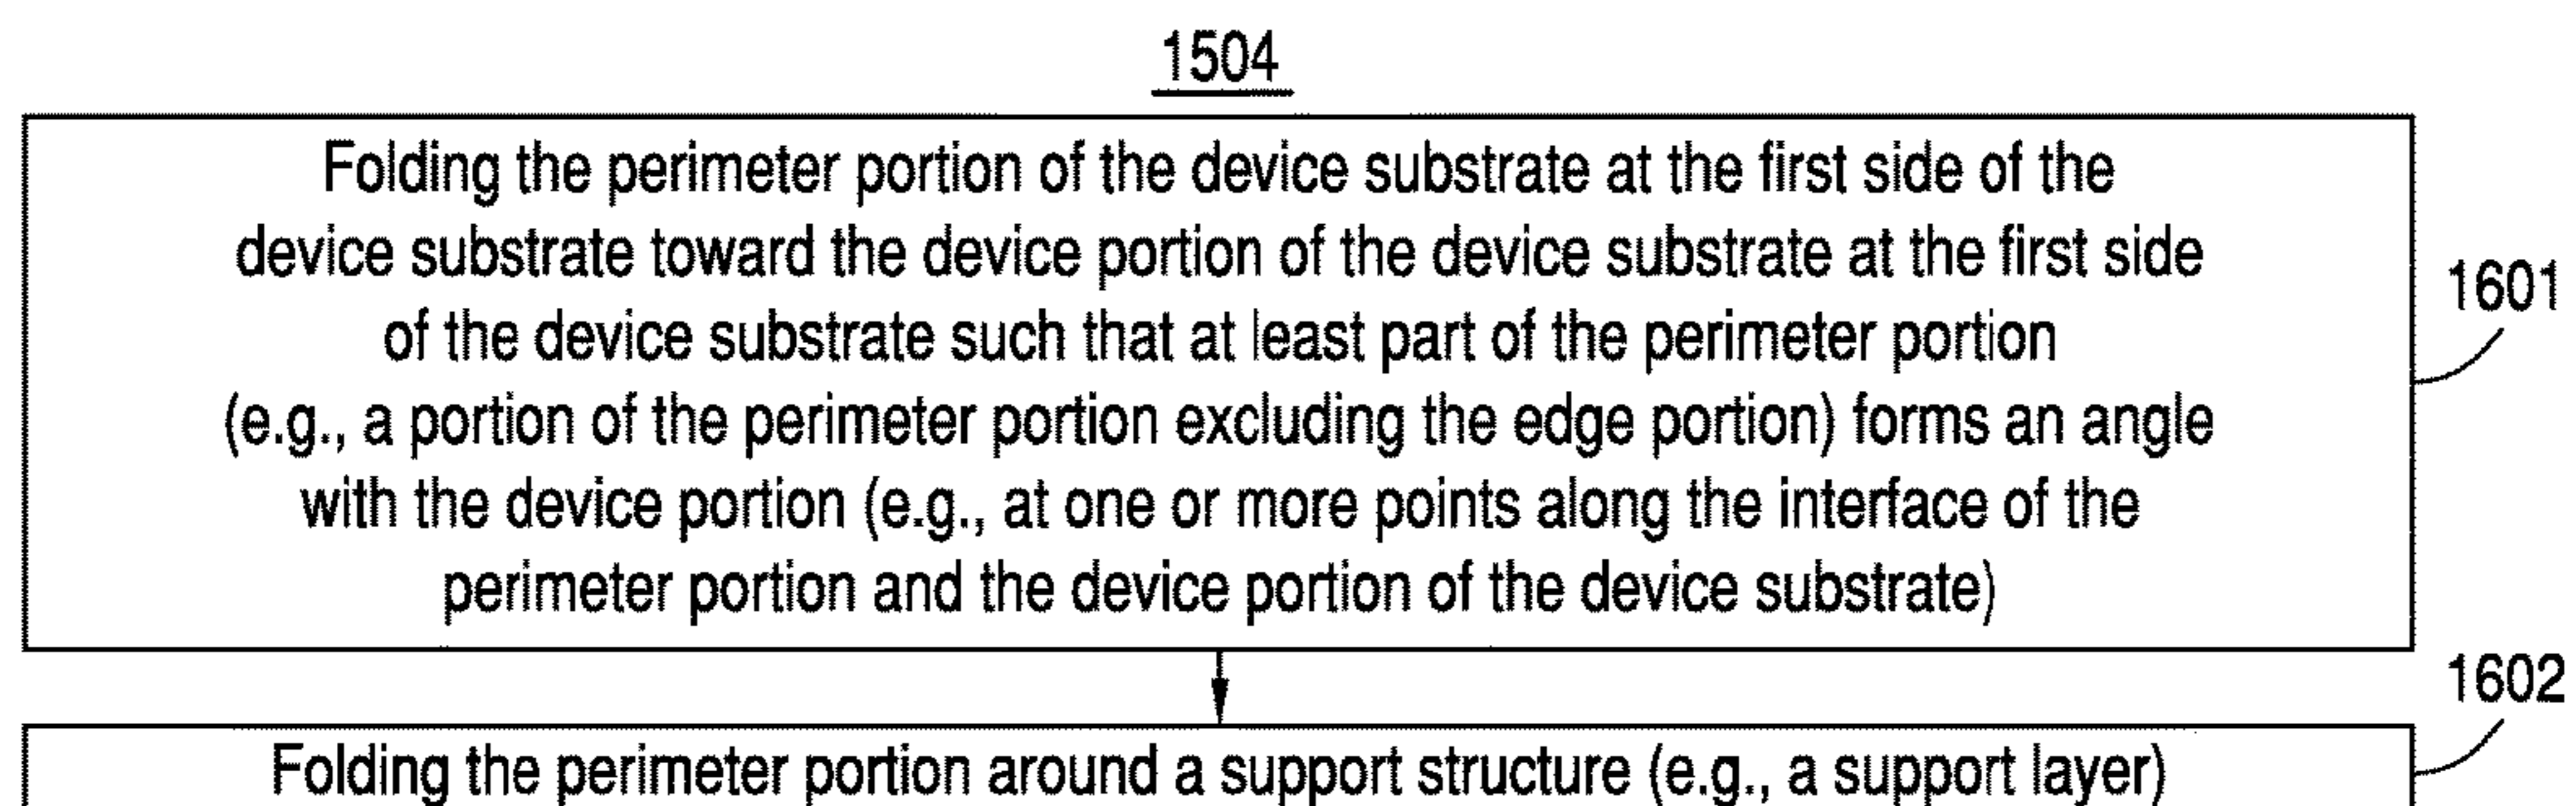 1504
Folding the perimeter portion of the device substrate at the first side of the
device substrate toward the device portion of the device substrate at the first side
of the device substrate such that at least part of the perimeter portion
(e.g., a portion of the perimeter portion excluding the edge portion) forms an angle
with the device portion (e.g., at one or more points along the interface of the
perimeter portion and the device portion of the device substrate)
1601
1602
Folding the perimeter portion around a support structure (e.g., a support layer)